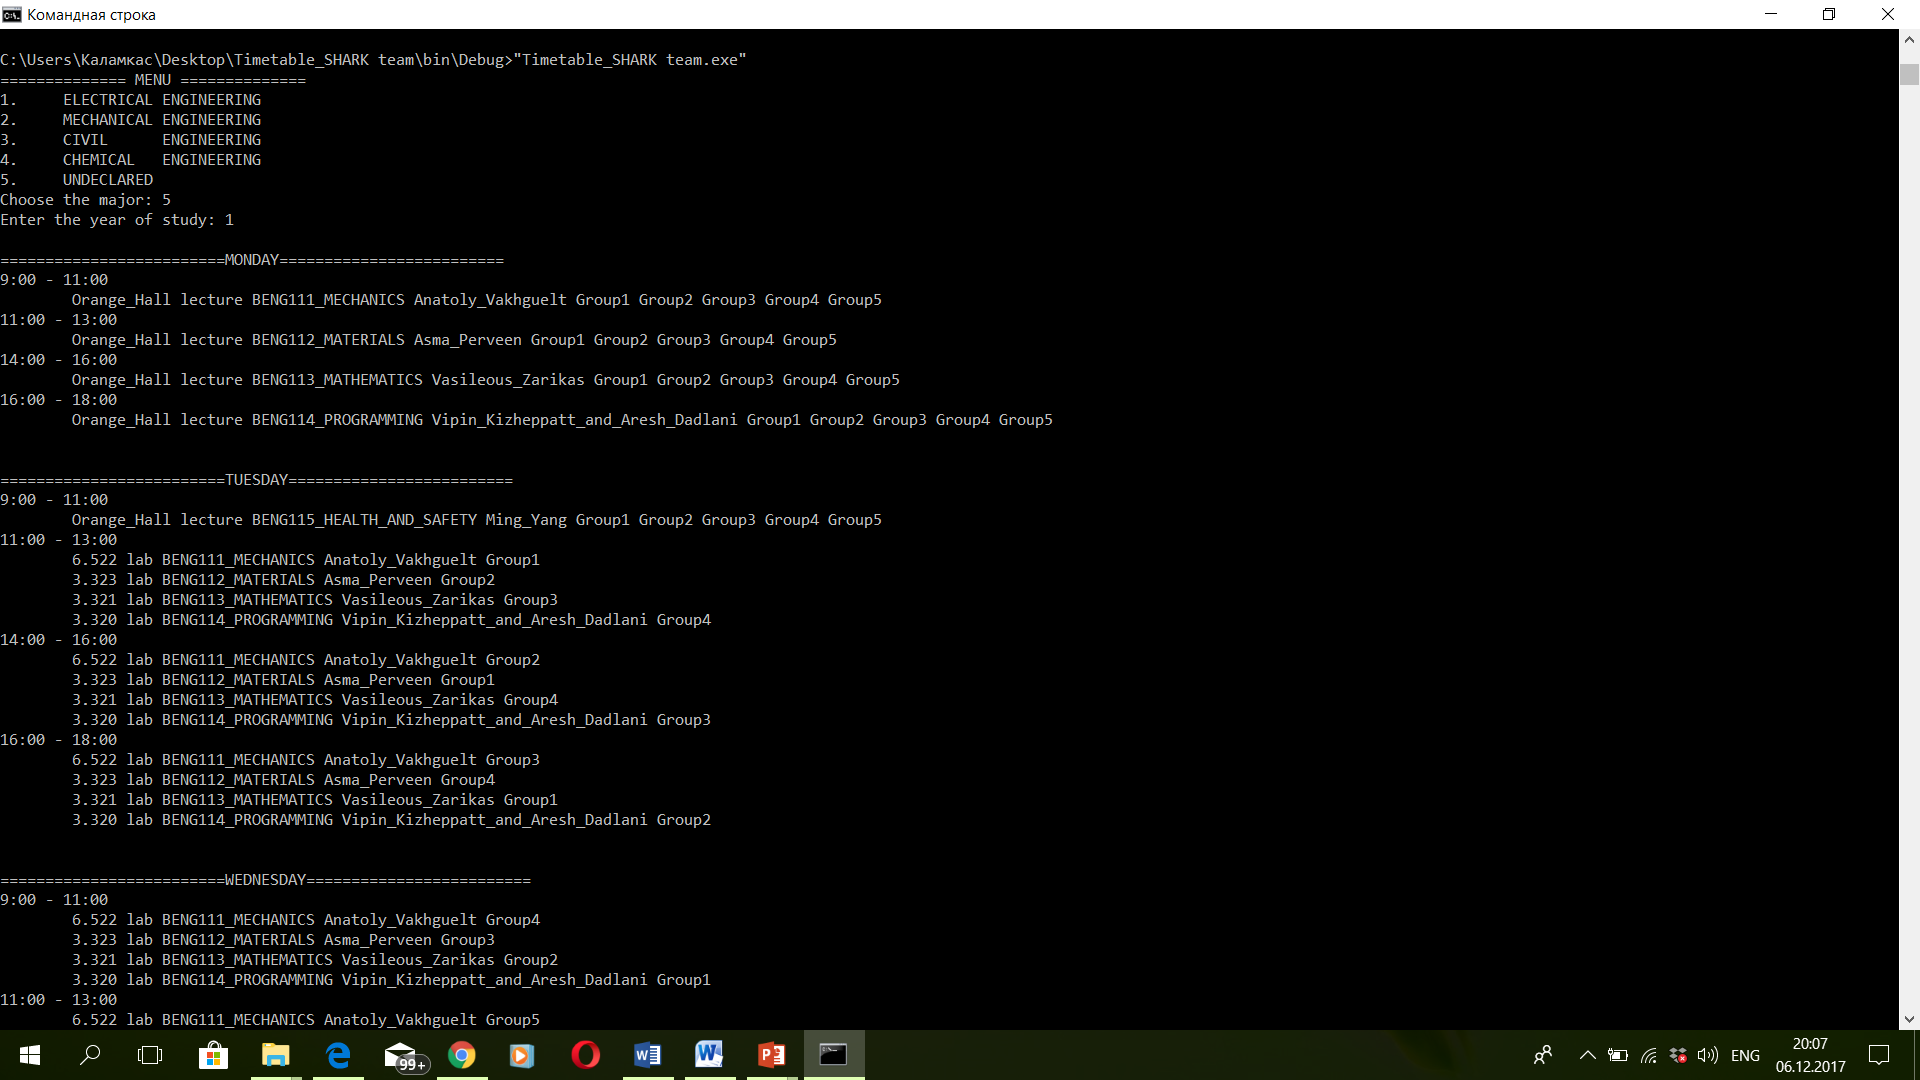 Командная строка
C:\Users\Каламкас\Desktop\Timetable_SHARK team\bin\Debug>"Timetable_SHARK team.exe"
============== MENU ==============
1.     ELECTRICAL ENGINEERING
2.     MECHANICAL ENGINEERING
3.     CIVIL      ENGINEERING
4.     CHEMICAL   ENGINEERING
5.     UNDECLARED
Choose the major: 5
Enter the year of study: 1
=========================MONDAY=========================
9:00 - 11:00
        Orange_Hall lecture BENG111_MECHANICS Anatoly_Vakhguelt Group1 Group2 Group3 Group4 Group5
11:00 - 13:00
        Orange_Hall lecture BENG112_MATERIALS Asma_Perveen Group1 Group2 Group3 Group4 Group5
14:00 - 16:00
        Orange_Hall lecture BENG113_MATHEMATICS Vasileous_Zarikas Group1 Group2 Group3 Group4 Group5
16:00 - 18:00
        Orange_Hall lecture BENG114_PROGRAMMING Vipin_Kizheppatt_and_Aresh_Dadlani Group1 Group2 Group3 Group4 Group5
=========================TUESDAY=========================
9:00 - 11:00
        Orange_Hall lecture BENG115_HEALTH_AND_SAFETY Ming_Yang Group1 Group2 Group3 Group4 Group5
11:00 - 13:00
        6.522 lab BENG111_MECHANICS Anatoly_Vakhguelt Group1
        3.323 lab BENG112_MATERIALS Asma_Perveen Group2
        3.321 lab BENG113_MATHEMATICS Vasileous_Zarikas Group3
        3.320 lab BENG114_PROGRAMMING Vipin_Kizheppatt_and_Aresh_Dadlani Group4
14:00 - 16:00
        6.522 lab BENG111_MECHANICS Anatoly_Vakhguelt Group2
        3.323 lab BENG112_MATERIALS Asma_Perveen Group1
        3.321 lab BENG113_MATHEMATICS Vasileous_Zarikas Group4
        3.320 lab BENG114_PROGRAMMING Vipin_Kizheppatt_and_Aresh_Dadlani Group3
16:00 - 18:00
        6.522 lab BENG111_MECHANICS Anatoly_Vakhguelt Group3
        3.323 lab BENG112_MATERIALS Asma_Perveen Group4
        3.321 lab BENG113_MATHEMATICS Vasileous_Zarikas Group1
        3.320 lab BENG114_PROGRAMMING Vipin_Kizheppatt_and_Aresh_Dadlani Group2
=========================WEDNESDAY=========================
9:00 - 11:00
        6.522 lab BENG111_MECHANICS Anatoly_Vakhguelt Group4
        3.323 lab BENG112_MATERIALS Asma_Perveen Group3
        3.321 lab BENG113_MATHEMATICS Vasileous_Zarikas Group2
        3.320 lab BENG114_PROGRAMMING Vipin_Kizheppatt_and_Aresh_Dadlani Group1
11:00 - 13:00
        6.522 lab BENG111_MECHANICS Anatoly_Vakhguelt Group5
99+
ENG
20:07
06.12.2017